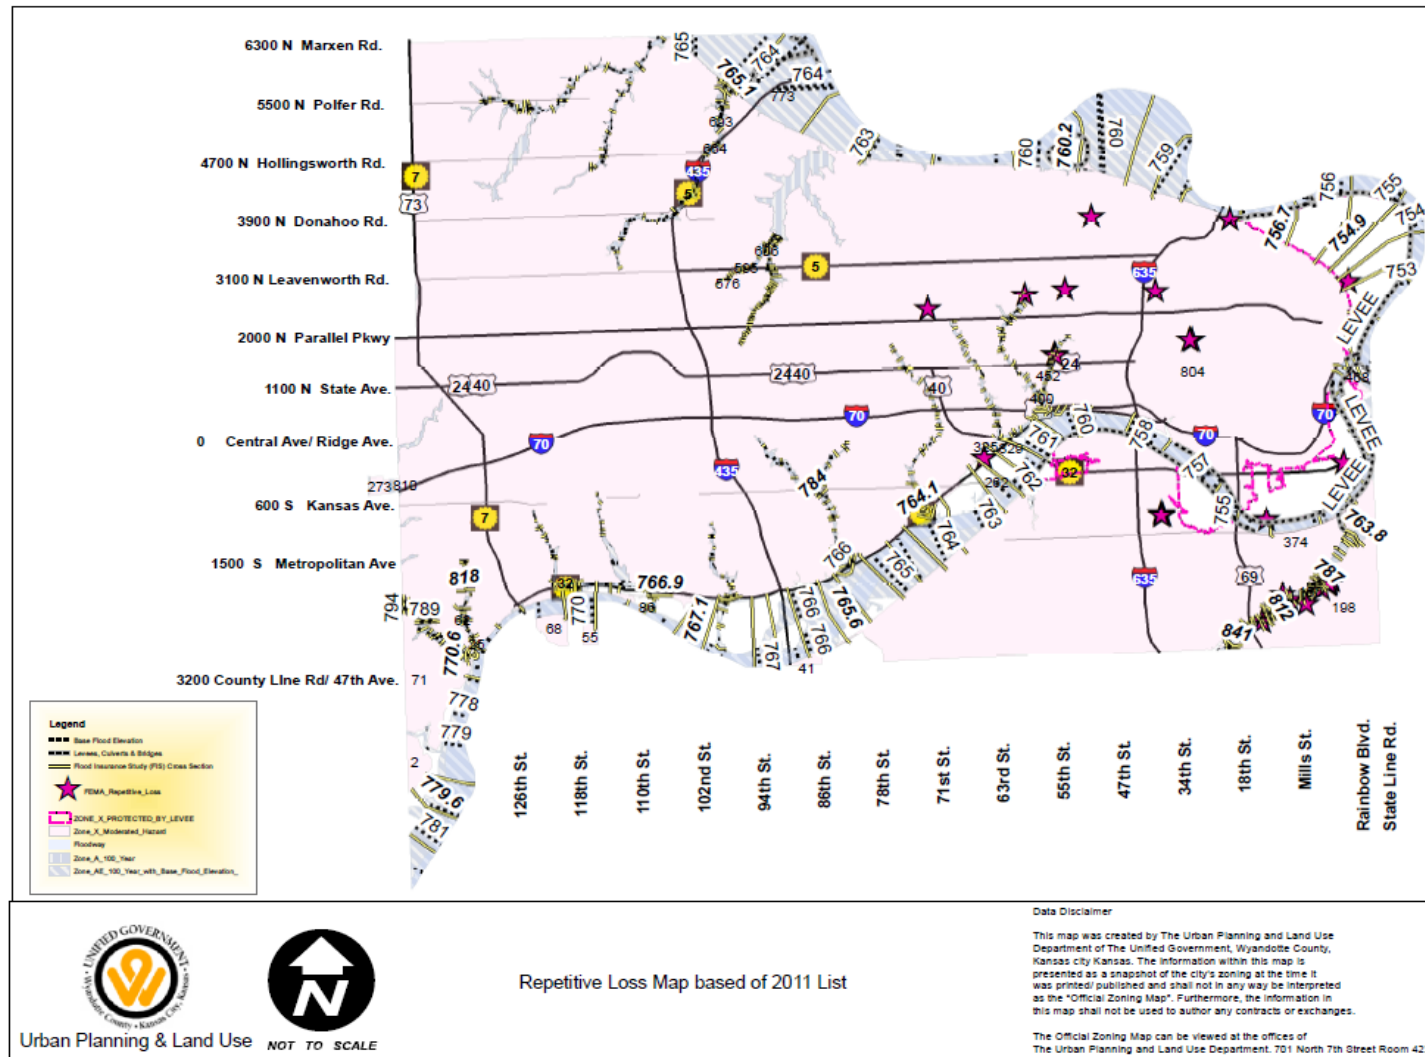 6300 N Marxen Rd.
5500 N Polfer Rd.
4700 N Hollingsworth Rd.
3900 N Donahoo Rd.
3100 N Leavenworth Rd.
2000 N Parallel Pkwy
1100 N State Ave.
0 Central Ave/ Ridge Ave.
600 S Kansas Ave.
1500 S Metropolitan Ave
3200 County LIne Rd/ 47th Ave.
765
765.1
764
764
773
693
664
763
760
760.2
760
759
756
755
754
756.7
754.9
753
7
73
435
5
5
635
676
LEVEE
LEVEE
LEVEE
24 40
24 40
40
24
452
400
804
70
70
70
70
435
273 819
784
764.1
761
760
758
757
755
762
763
764
765
766
32
374
763.8
635
69
787
812
841
198
7
818
794
789
770.6
32
770
766.9
86
767.1
68
55
766
766
765.6
767
41
71
778
779
2
779.6
781
126th St.
118th St.
110th St.
102nd St.
94th St.
86th St.
78th St.
71st St.
63rd St.
55th St.
47th St.
34th St.
18th St.
Mills St.
Rainbow Blvd.
State Line Rd.
Legend
Base Flood Elevation
Levees, Culverts & Bridges
Flood Insurance Study (FIS) Cross Section
FEMA_Repetitive_Loss
ZONE_X_PROTECTED_BY_LEVEE
Zone_X_Moderated_Hazard
Floodway
Zone_A_100_Year
Zone_AE_100_Year_with_Base_Flood_Elevation_
UNIFIED GOVERNMENT
Wyandotte County • Kansas City, Kansas
Urban Planning & Land Use
N
NOT TO SCALE
Repetitive Loss Map based of 2011 List
Data Disclaimer
This map was created by The Urban Planning and Land Use
Department of The Unified Government, Wyandotte County,
Kansas city Kansas. The information within this map is
presented as a snapshot of the city's zoning at the time it
was printed/ published and shall not in any way be interpreted
as the "Official Zoning Map". Furthermore, the information in
this map shall not be used to author any contracts or exchanges.
The Official Zoning Map can be viewed at the offices of
The Urban Planning and Land Use Department. 701 North 7th Street Room 42